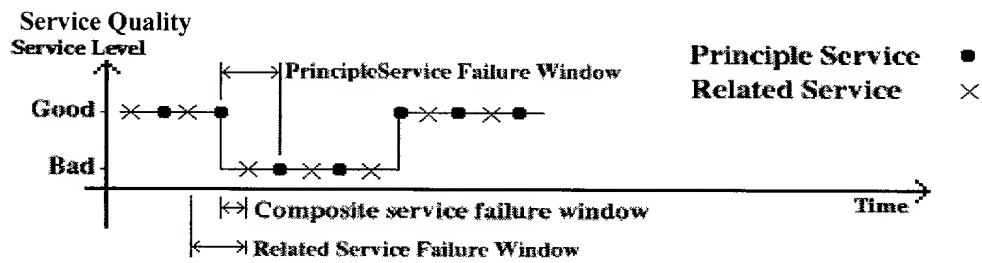 Service Quality
Service Level
PrincipleService Failure Window
Principle Service
Related Service
Good
Bad
Composite service failure window
Time
Related Service Failure Window